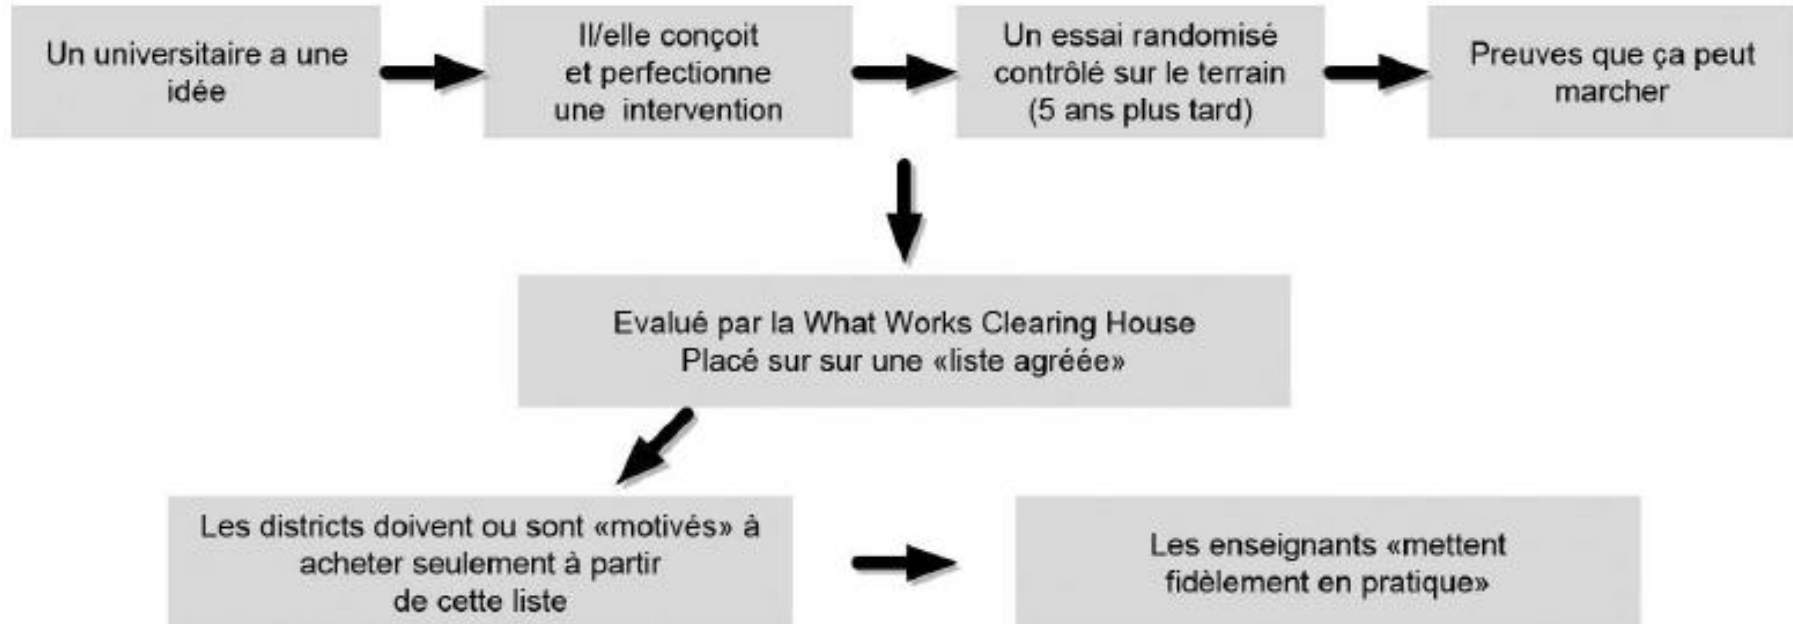 Un universitaire a une
idée
Il/elle conçoit
et perfectionne
une intervention
Un essai randomisé
contrôlé sur le terrain
(5 ans plus tard)
Preuves que ça peut
marcher
Evalué par la What Works Clearing House
Placé sur sur une «liste agréée»
Les districts doivent ou sont «motivés» à
acheter seulement à partir
de cette liste
Les enseignants «mettent
fidèlement en pratique»